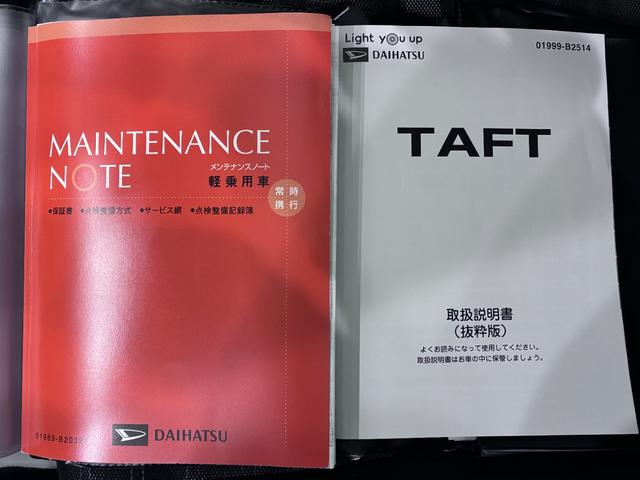 MAINTENANCE
NOTE
メンテナンスノート
軽乗用車
常時
携行
●保証書 ●点検整備方式 ●サービス網 ●点検整備記録簿
01989-B2032
DAIHATSU
Light you up
DAIHATSU
01999-B2514
TAFT
取扱説明書
(抜粋版)
よくお読みになって使用してください。
取扱説明書はお車の中に保管しましょう。